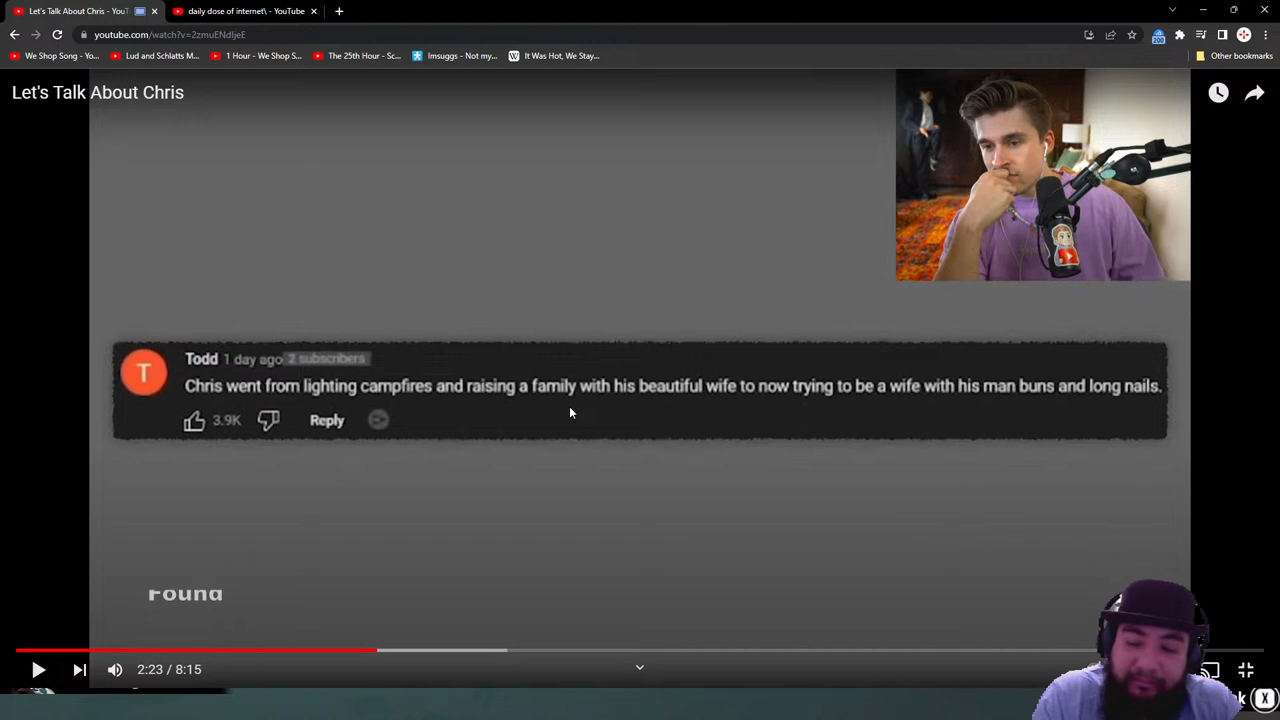 Let's Talk About Chris - YouT
daily dose of internet\ - YouTube
youtube.com/watch?v=2zmuENdIjeE
200
We Shop Song - Yo...
Lud and Schlatts M...
1 Hour - We Shop S...
The 25th Hour - Sc...
Imsuggs - Not my...
W It Was Hot, We Stay...
Other bookmarks
Let's Talk About Chris
T
Todd 1 day ago 2 subscribers
Chris went from lighting campfires and raising a family with his beautiful wife to now trying to be a wife with his man buns and long nails.
3.9K Reply
Found
2:23 / 8:15
X